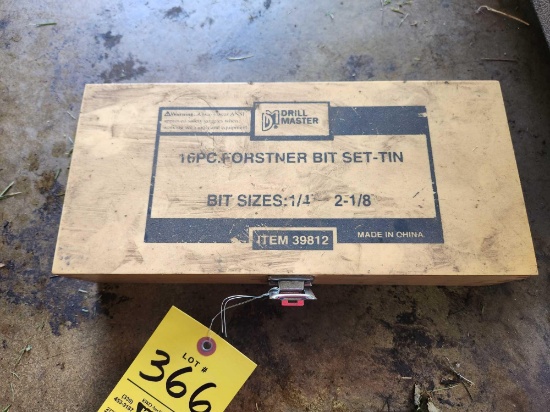 DRILL
MASTER
16PC.FORSTNER BIT SET-TIN
BIT SIZES:1/4" 2-1/8
ITEM 39812
MADE IN CHINA
LOT #
366
(330)